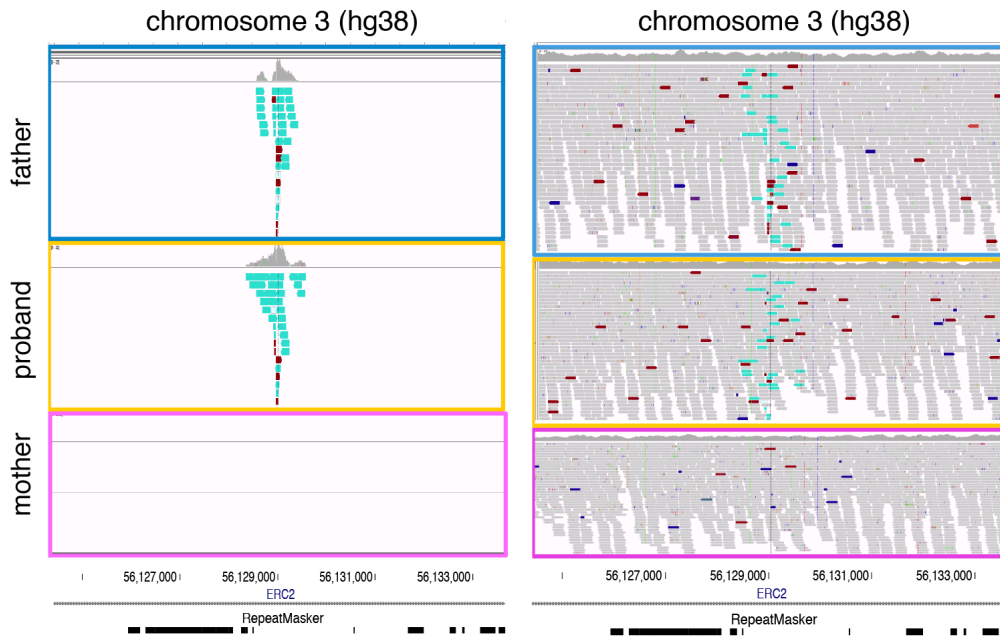 chromosome 3 (hg38)
chromosome 3 (hg38)
father
proband
mother
56,127,000 56,129,000 56,131,000 56,133,000
ERC2
RepeatMasker
56,127,000 56,129,000 56,131,000 56,133,000
ERC2
RepeatMasker